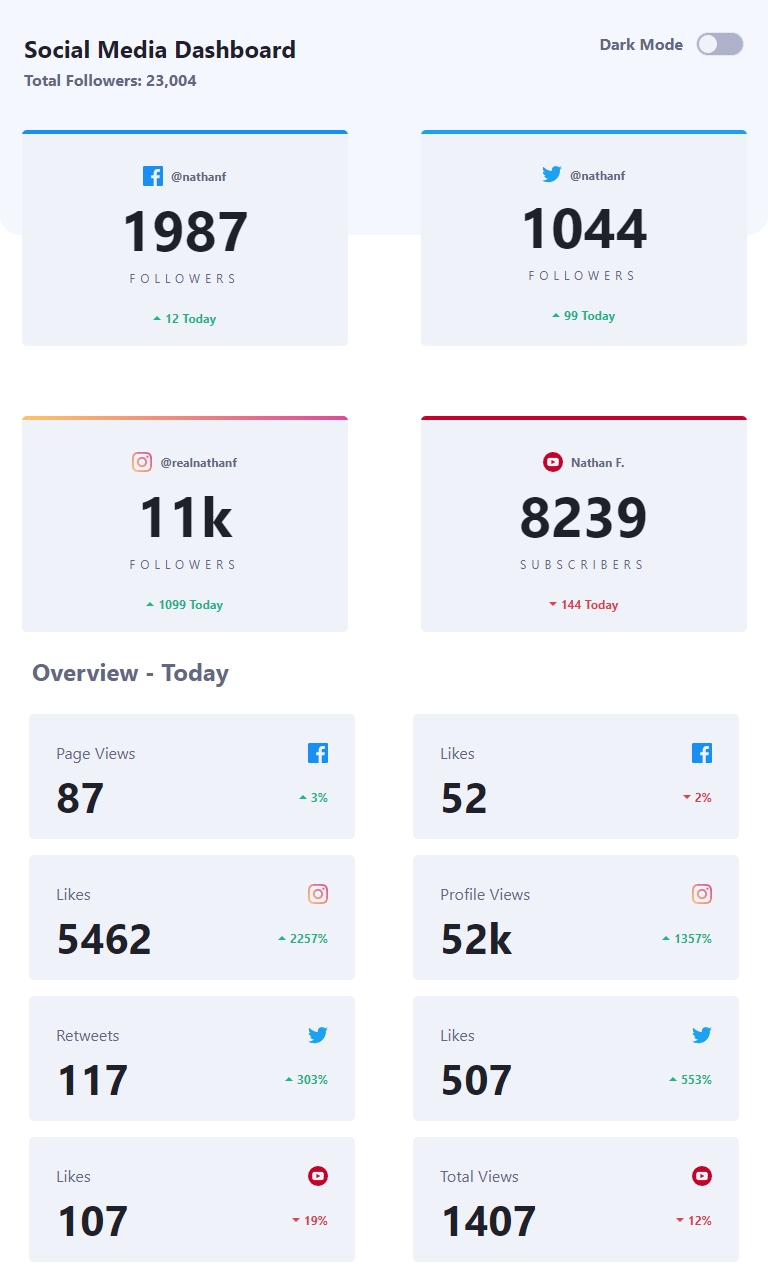 Social Media Dashboard
Dark Mode
Total Followers: 23,004
@nathanf
1987
FOLLOWERS
12 Today
@nathanf
1044
FOLLOWERS
99 Today
@realnathanf
11k
FOLLOWERS
1099 Today
Nathan F.
8239
SUBSCRIBERS
144 Today
Overview - Today
Page Views
87
3%
Likes
52
2%
Likes
5462
2257%
Profile Views
52k
1357%
Retweets
117
303%
Likes
507
553%
Likes
107
19%
Total Views
1407
12%